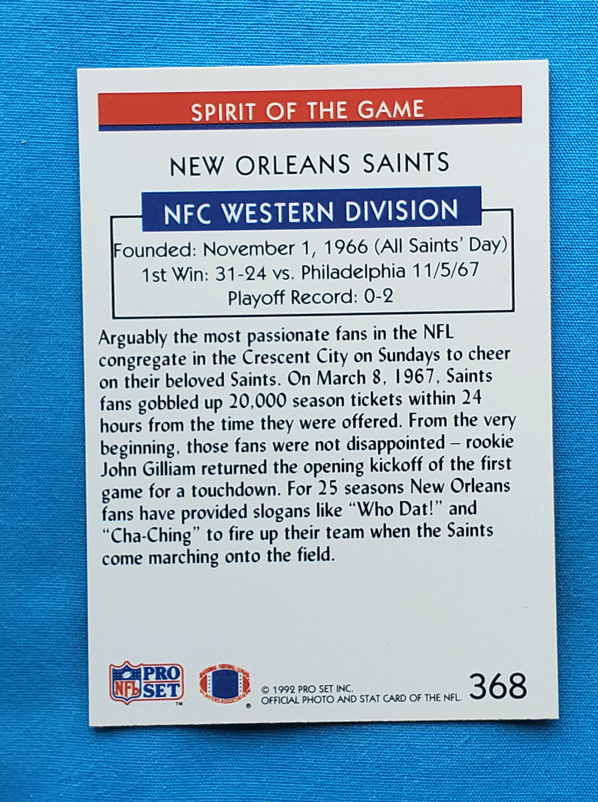 SPIRIT OF THE GAME
NEW ORLEANS SAINTS
NFC WESTERN DIVISION
Founded: November 1, 1966 (All Saints' Day)
1st Win: 31-24 vs. Philadelphia 11/5/67
Playoff Record: 0-2
Arguably the most passionate fans in the NFL
congregate in the Crescent City on Sundays to cheer
on their beloved Saints. On March 8, 1967, Saints
fans gobbled up 20,000 season tickets within 24
hours from the time they were offered. From the very
beginning, those fans were not disappointed – rookie
John Gilliam returned the opening kickoff of the first
game for a touchdown. For 25 seasons New Orleans
fans have provided slogans like "Who Dat!" and
"Cha-Ching" to fire up their team when the Saints
come marching onto the field.
NFL PRO SET ™
®
© 1992 PRO SET INC.
OFFICIAL PHOTO AND STAT CARD OF THE NFL.
368